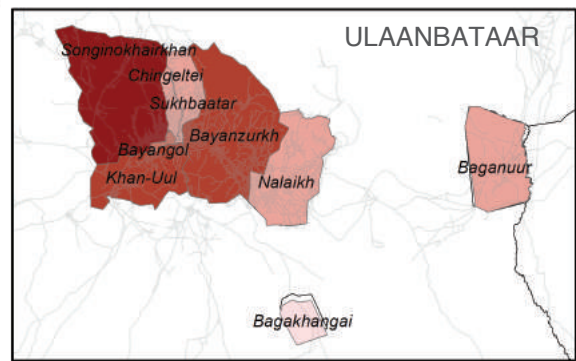 ULAANBATAAR
Songinokhairkhan
Chingeltei
Sukhbaatar
Bayanzurkh
Bayangol
Khan-Uul
Nalaikh
Baganuur
Bagakhangai